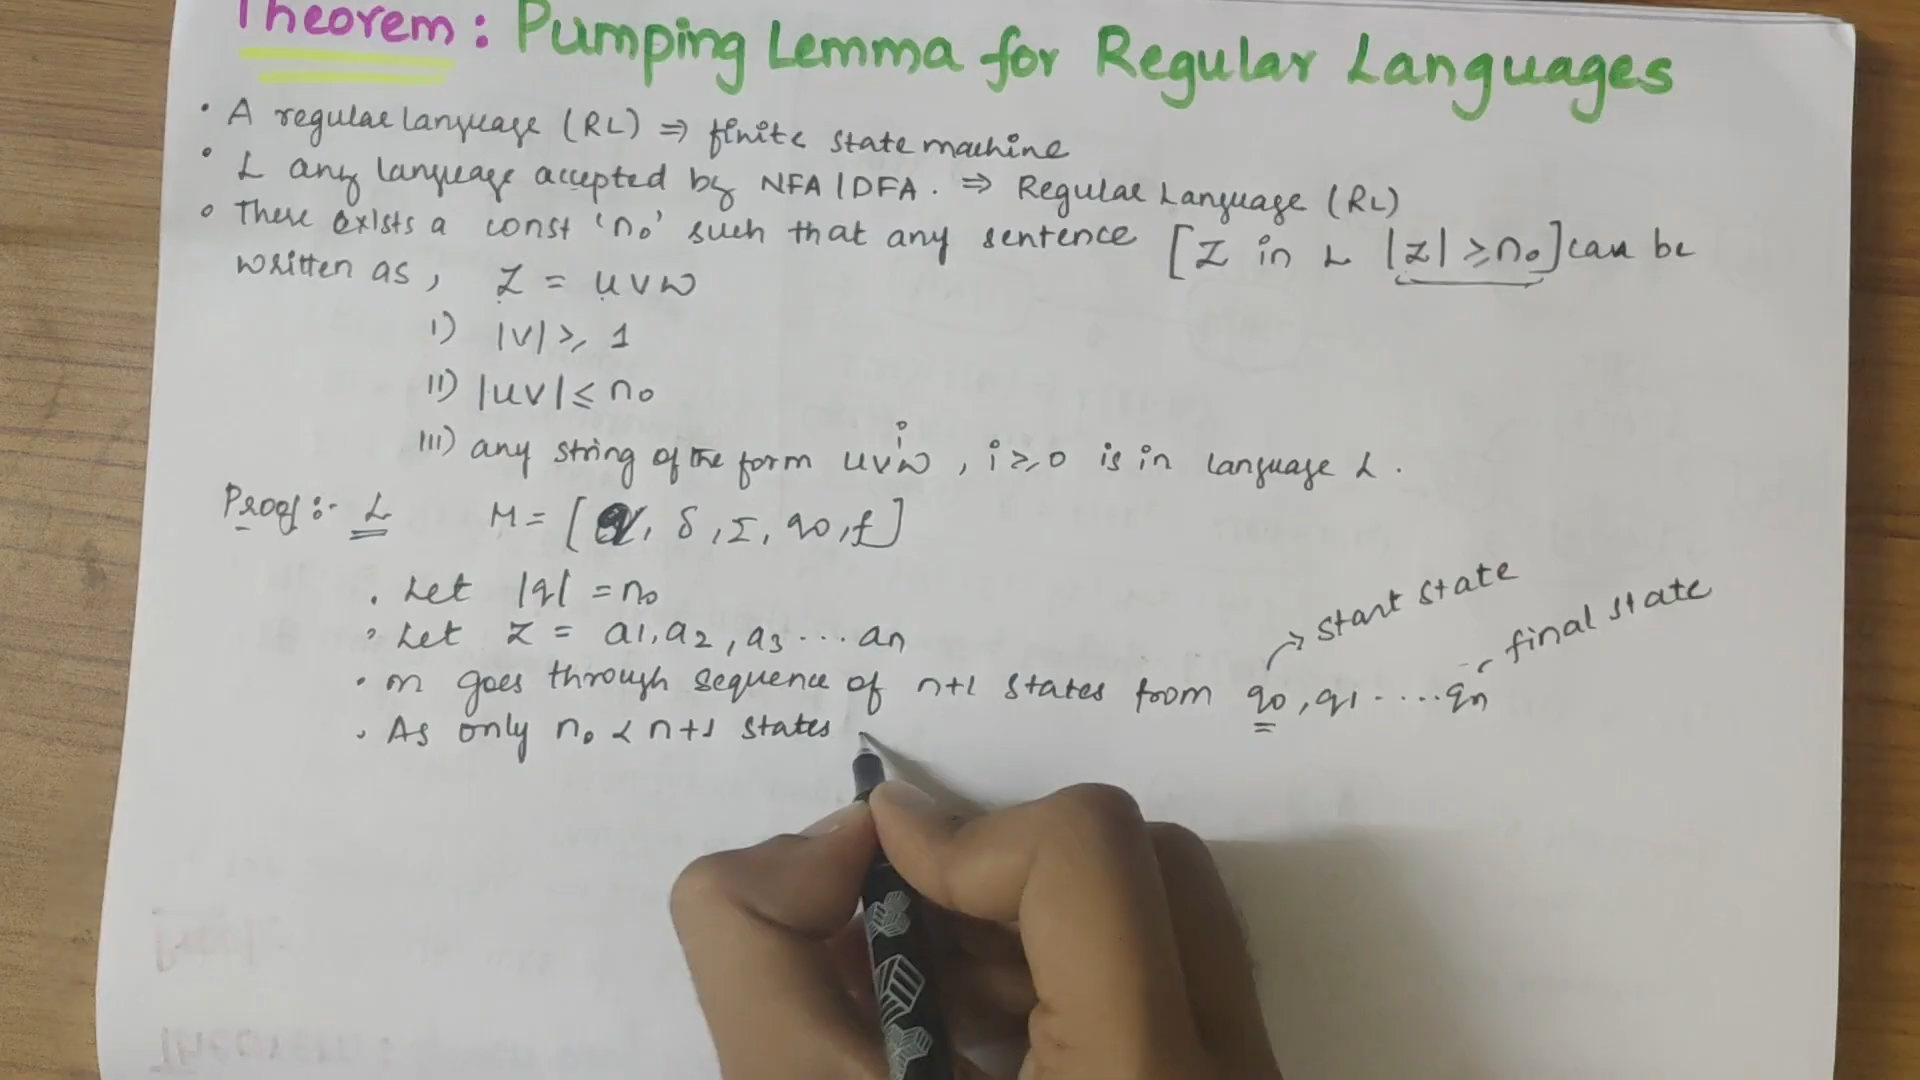 Theorem: Pumping Lemma for Regular Languages
• A regular language (RL) ⇒ finite state machine
• L any language accepted by NFA | DFA. ⇒ Regular Language (RL)
• There exists a const 'n₀' such that any sentence [Z in L |z| ≥ n₀] can be
written as, Z = uvw
i) |v| ≥ 1
ii) |uv| ≤ n₀
iii) any string of the form uvⁱw, i ≥ 0 is in language L.
Proof:- L M = [Q, δ, Σ, q0, f]
• Let |q| = n₀
start state
final state
• Let z = a1, a2, a3 ... an
• m goes through sequence of n+1 states from q0, q1 ..... qn
• As only n₀ < n+1 states